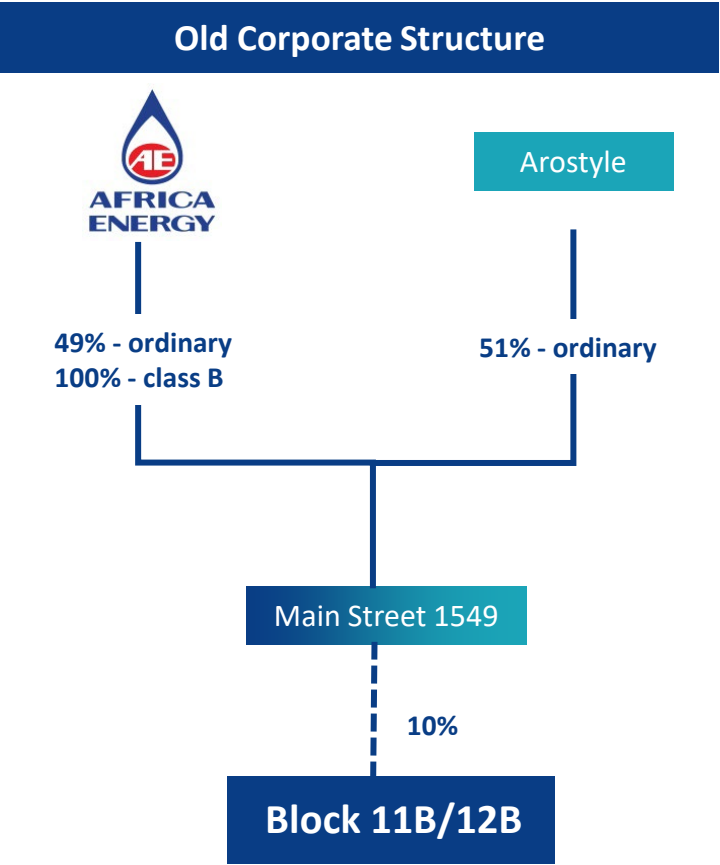 Old Corporate Structure
AE
AFRICA
ENERGY
Arostyle
49% - ordinary
100% - class B
51% - ordinary
Main Street 1549
10%
Block 11B/12B